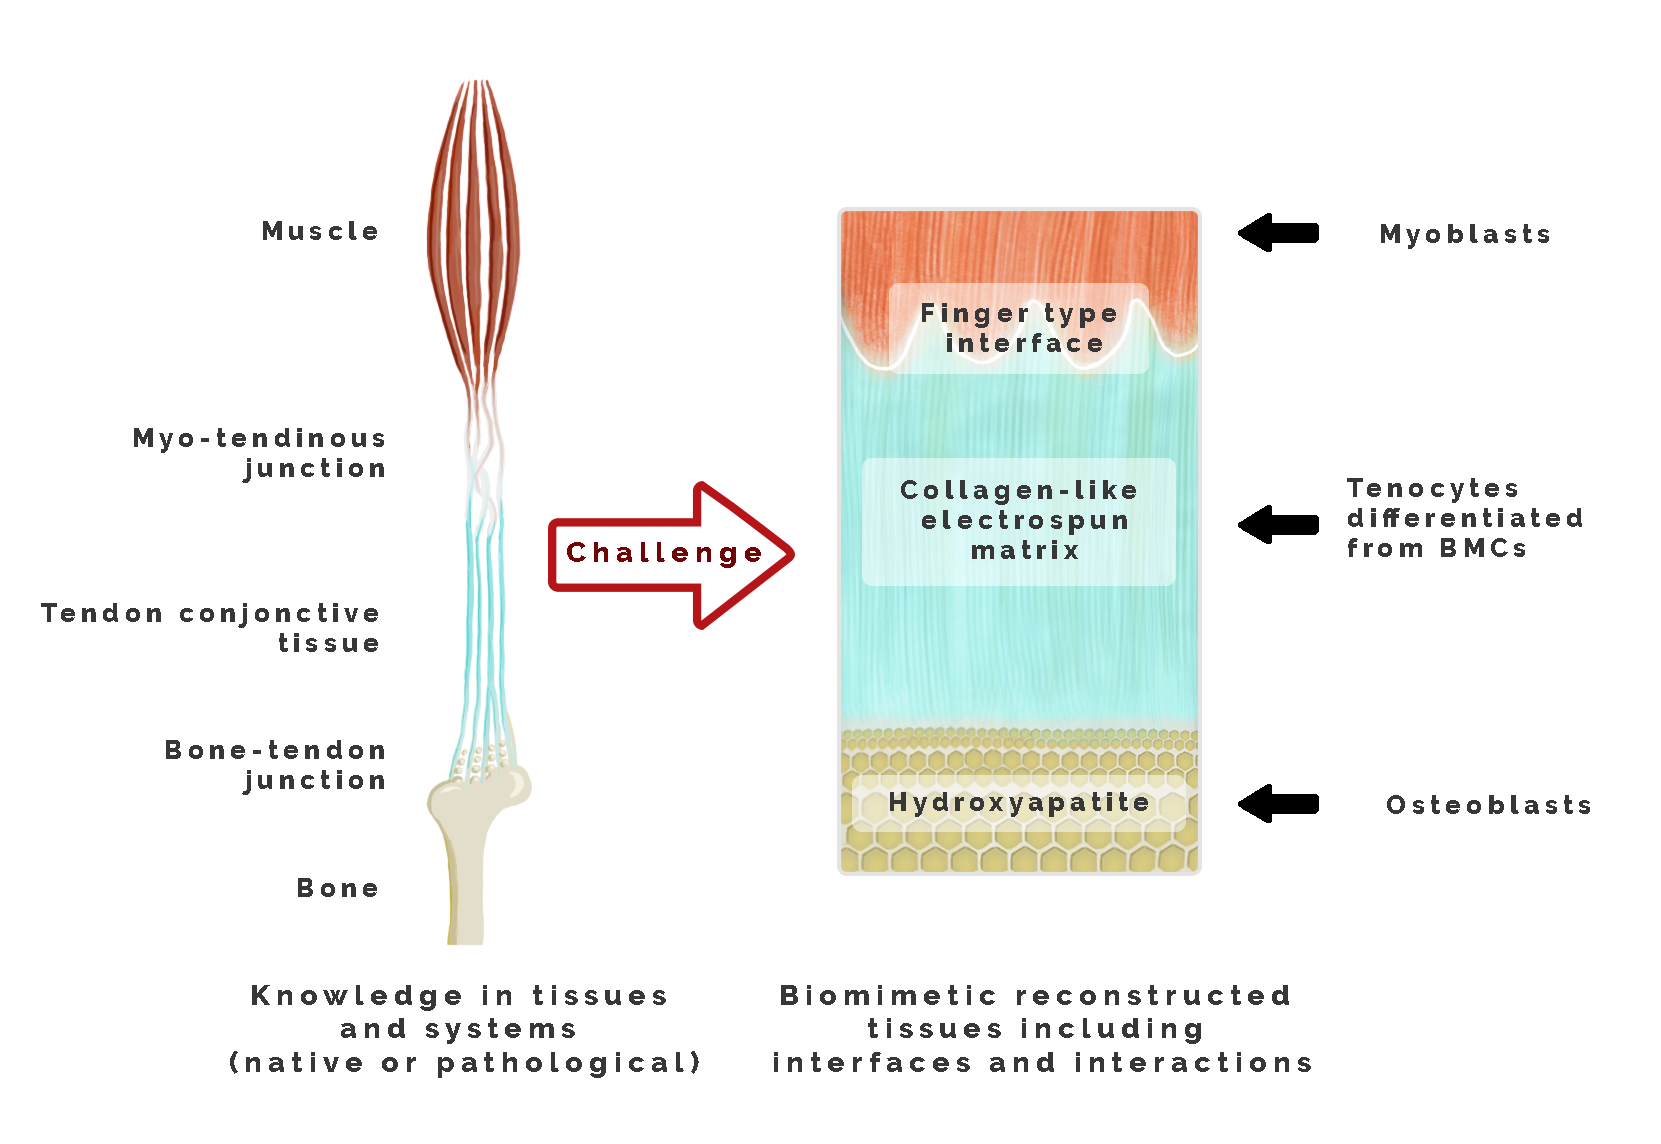 Muscle
Myo-tendinous
junction
Tendon conjonctive
tissue
Bone-tendon
junction
Bone
Knowledge in tissues
and systems
(native or pathological)
Challenge
Finger type
interface
Collagen-like
electrospun
matrix
Hydroxyapatite
Myoblasts
Tenocytes
differentiated
from BMCs
Osteoblasts
Biomimetic reconstructed
tissues including
interfaces and interactions